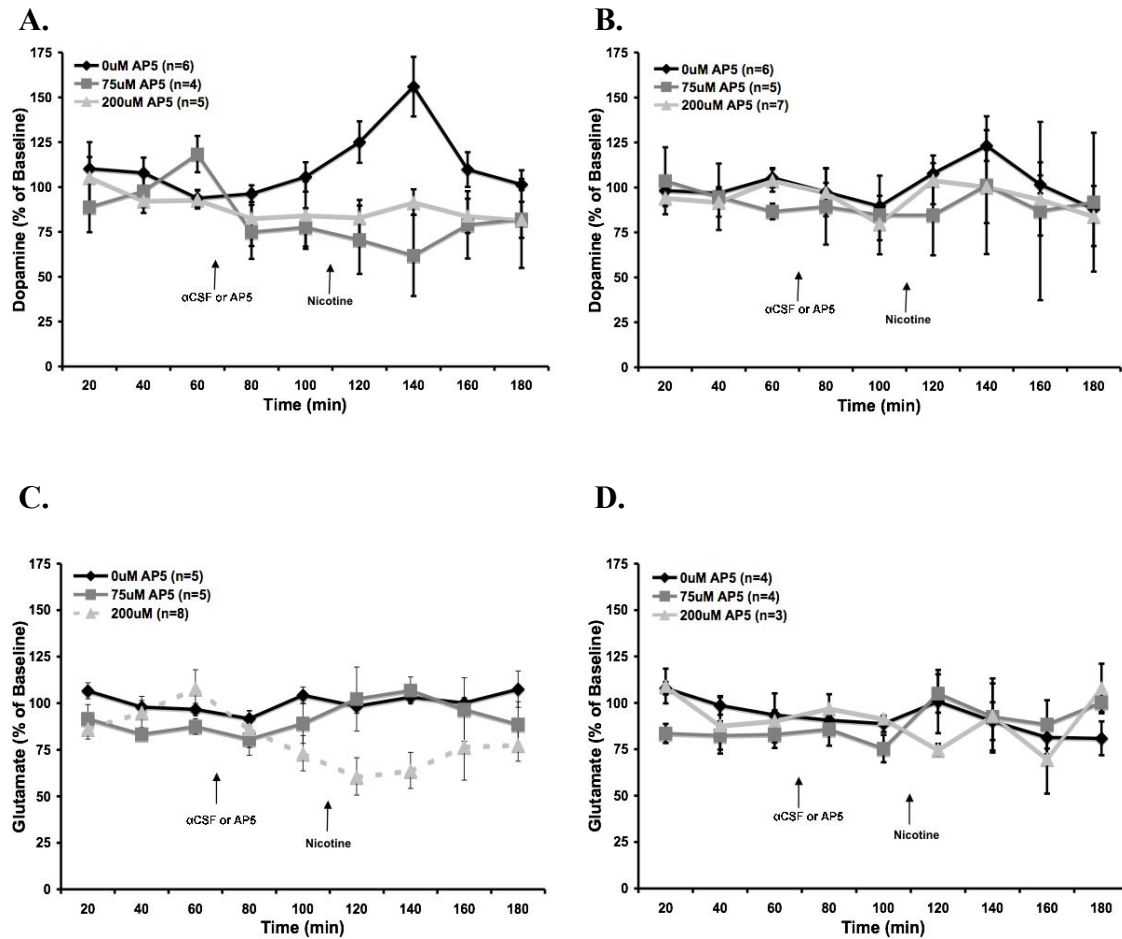 A.
175
150
125
100
75
50
25
0
Dopamine (% of Baseline)
0uM AP5 (n=6)
75uM AP5 (n=4)
200uM AP5 (n=5)
αCSF or AP5
Nicotine
20 40 60 80 100 120 140 160 180
Time (min)
B.
175
150
125
100
75
50
25
0
Dopamine (% of Baseline)
0uM AP5 (n=6)
75uM AP5 (n=5)
200uM AP5 (n=7)
αCSF or AP5
Nicotine
20 40 60 80 100 120 140 160 180
Time (min)
C.
175
150
125
100
75
50
25
0
Glutamate (% of Baseline)
0uM AP5 (n=5)
75uM AP5 (n=5)
200uM (n=8)
αCSF or AP5
Nicotine
20 40 60 80 100 120 140 160 180
Time (min)
D.
175
150
125
100
75
50
25
0
Glutamate (% of Baseline)
0uM AP5 (n=4)
75uM AP5 (n=4)
200uM AP5 (n=3)
αCSF or AP5
Nicotine
20 40 60 80 100 120 140 160 180
Time (min)